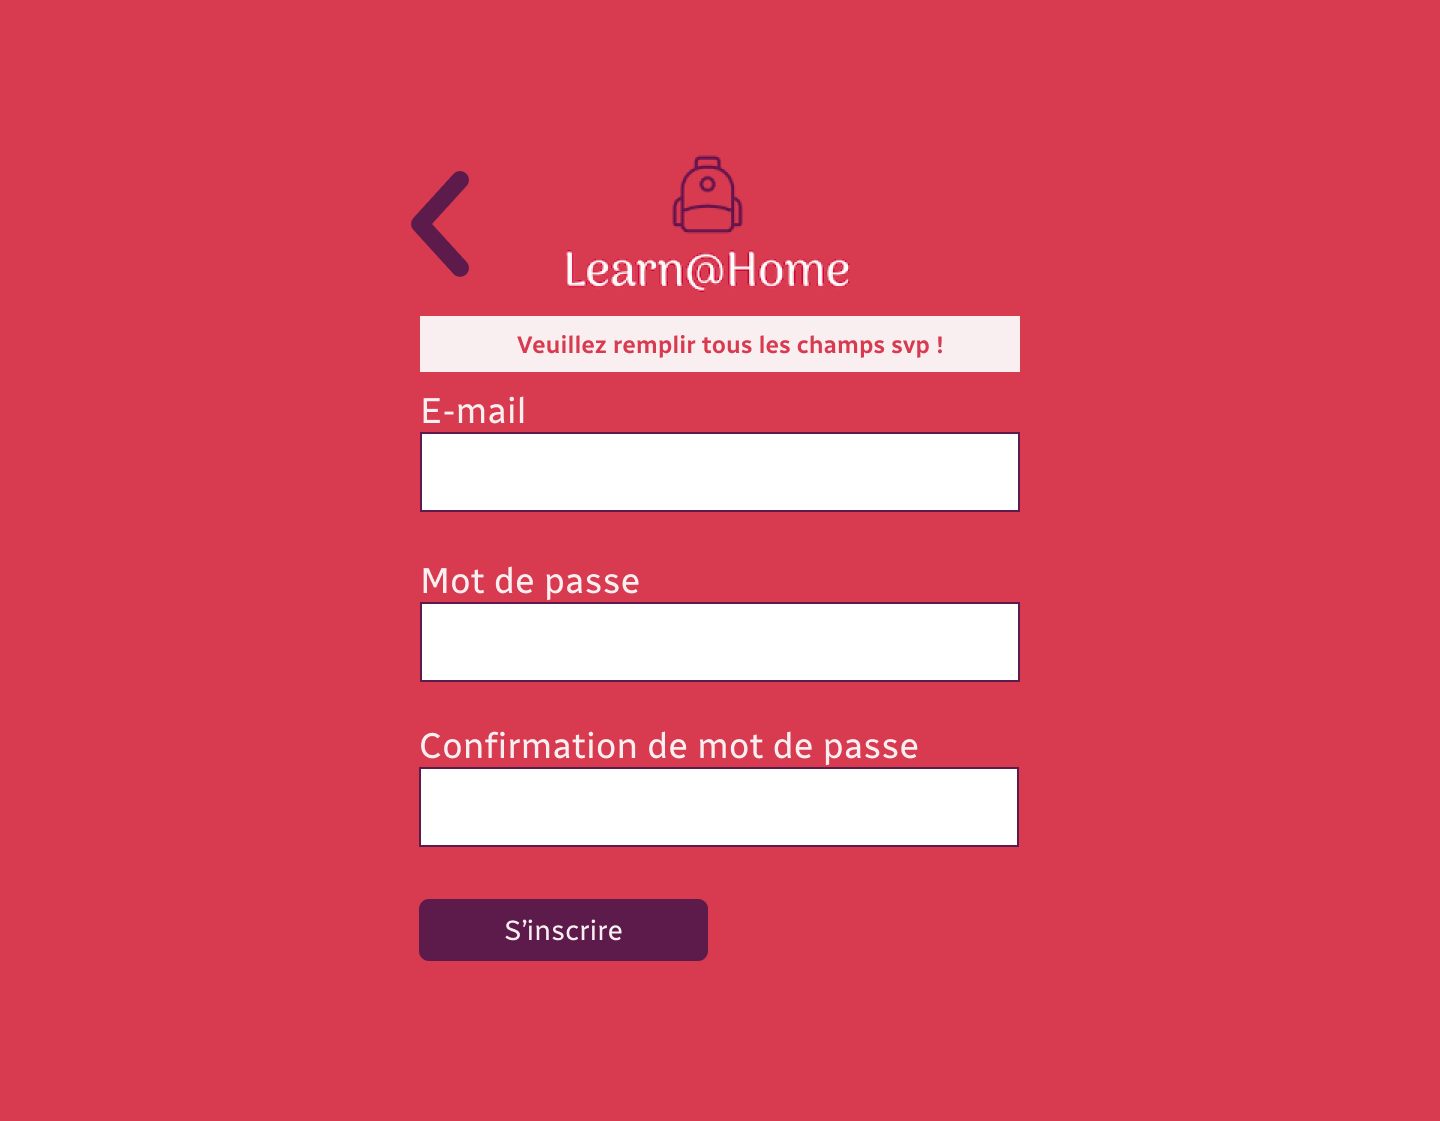 Learn@Home
Veuillez remplir tous les champs svp !
E-mail
Mot de passe
Confirmation de mot de passe
S’inscrire